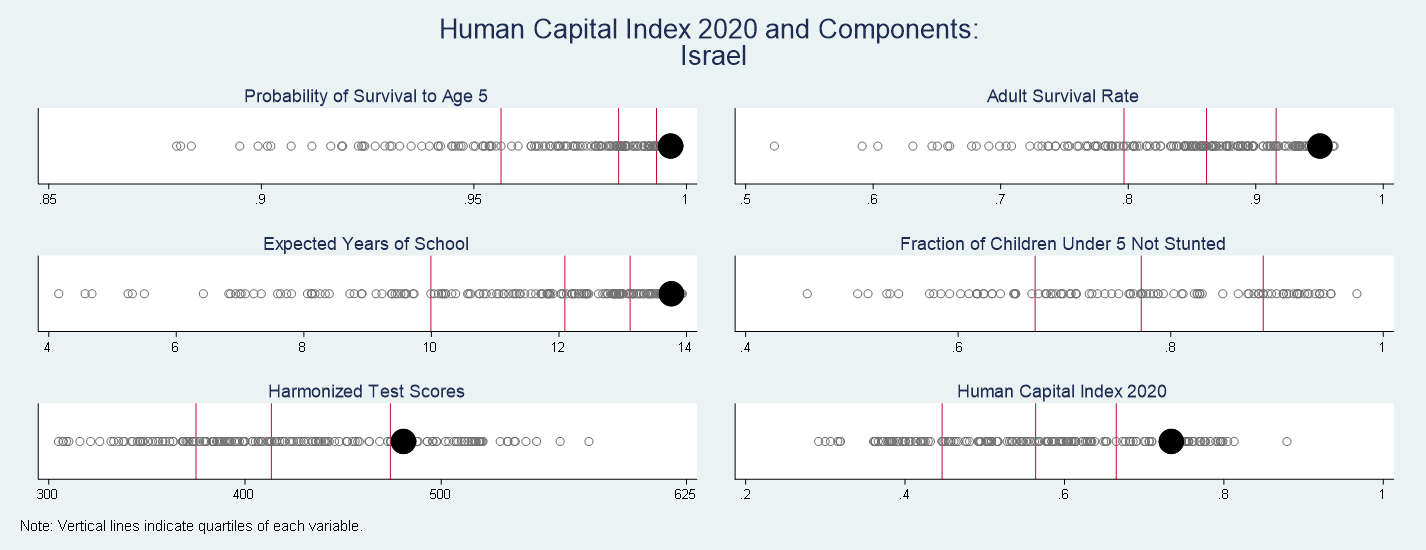 Human Capital Index 2020 and Components:
Israel
Probability of Survival to Age 5
.85 .9 .95 1
Adult Survival Rate
.5 .6 .7 .8 .9 1
Expected Years of School
4 6 8 10 12 14
Fraction of Children Under 5 Not Stunted
.4 .6 .8 1
Harmonized Test Scores
300 400 500 625
Human Capital Index 2020
.2 .4 .6 .8 1
Note: Vertical lines indicate quartiles of each variable.